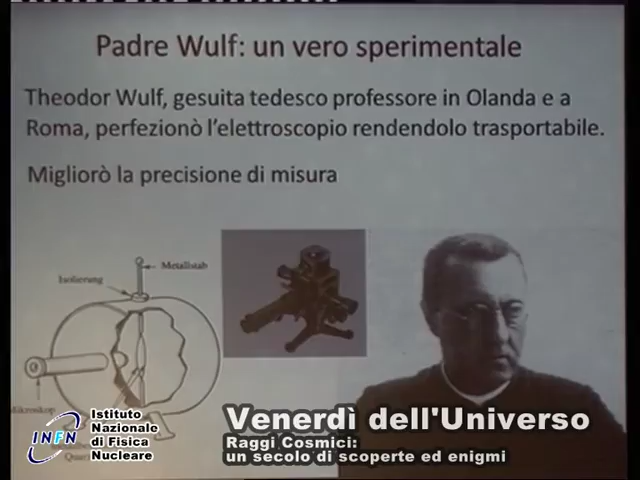 Padre Wulf: un vero sperimentale
Theodor Wulf, gesuita tedesco professore in Olanda e a
Roma, perfezionò l'elettroscopio rendendolo trasportabile.
Migliorò la precisione di misura
Metallstab
Isolierung
INFN
Istituto
Nazionale
di Fisica
Nucleare
Venerdì dell'Universo
Raggi Cosmici:
un secolo di scoperte ed enigmi